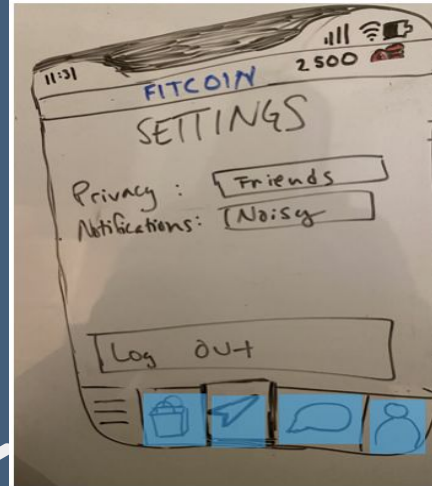 11:31
FITCOIN 2500
SETTINGS
Privacy: Friends
Notifications: Noisy
Log OUt